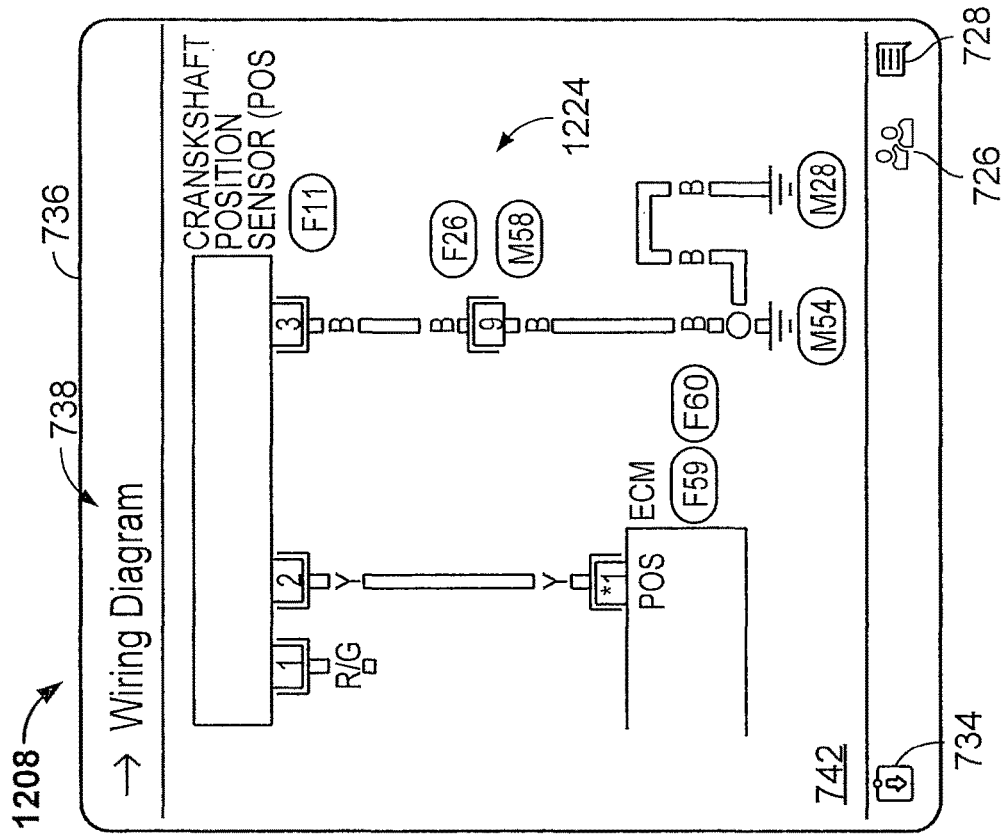 1208
738
736
→ Wiring Diagram
CRANSKSHAFT
POSITION
SENSOR (POS
F11
1
2
3
R/G
Y
B
B
F26
9
M58
B
1224
Y
*1
ECM
POS
F59
F60
B
B
B
M54
M28
742
734
726
728